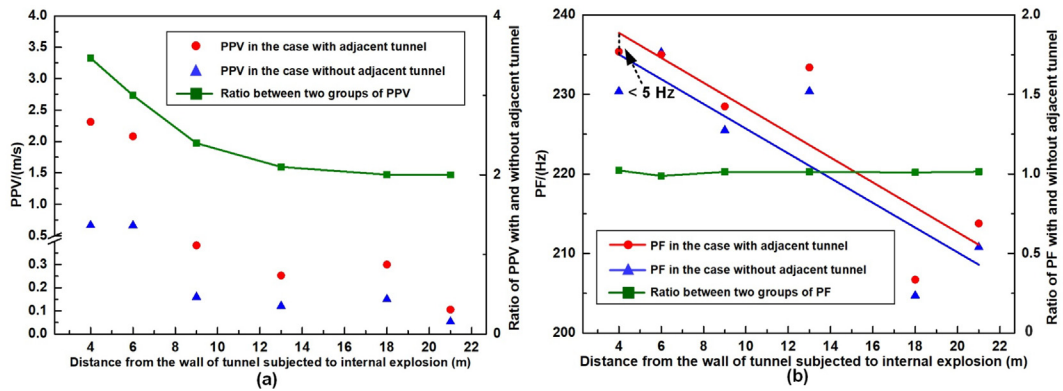 4.0
3.5
3.0
2.5
2.0
1.5
1.0
0.5
0.3
0.2
0.1
0.0
PPV/(m/s)
PPV in the case with adjacent tunnel
PPV in the case without adjacent tunnel
Ratio between two groups of PPV
4
2
0
Ratio of PPV with and without adjacent tunnel
4 6 8 10 12 14 16 18 20 22
Distance from the wall of tunnel subjected to internal explosion (m)
(a)
240
230
220
210
200
PF/(Hz)
< 5 Hz
PF in the case with adjacent tunnel
PF in the case without adjacent tunnel
Ratio between two groups of PF
2.0
1.5
1.0
0.5
0.0
Ratio of PF with and without adjacent tunnel
4 6 8 10 12 14 16 18 20 22
Distance from the wall of tunnel subjected to internal explosion (m)
(b)